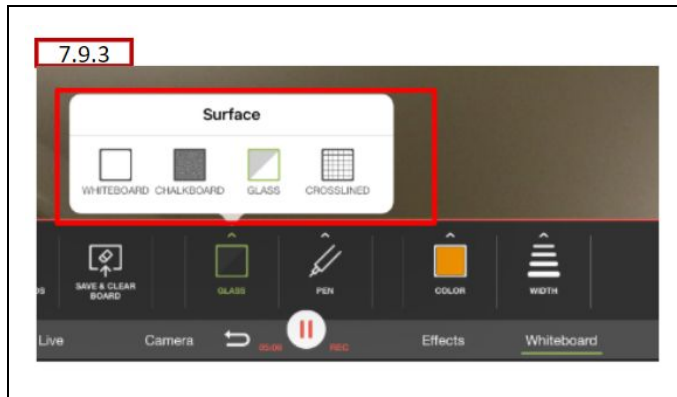 7.9.3
Surface
WHITEBOARD CHALKBOARD GLASS CROSSLINED
SAVE & CLEAR
BOARD
GLASS PEN COLOR WIDTH
Live Camera 05:09 REC Effects Whiteboard